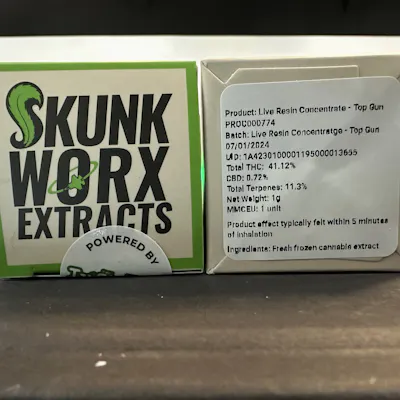 SKUNK
WORX
EXTRACTS
POWERED BY
Product: Live Resin Concentrate - Top Gun
PROC000774
Batch: Live Resin Concentratge - Top Gun
07/01/2024
UID: 1A4230100001195000013655
Total THC: 41.12%
CBD: 0.72%
Total Terpenes: 11.3%
Net Weight: 1g
MMCEU: 1 unit
Product effect typically felt within 5 minutes
of inhalation
Ingredients: Fresh frozen cannabis extract